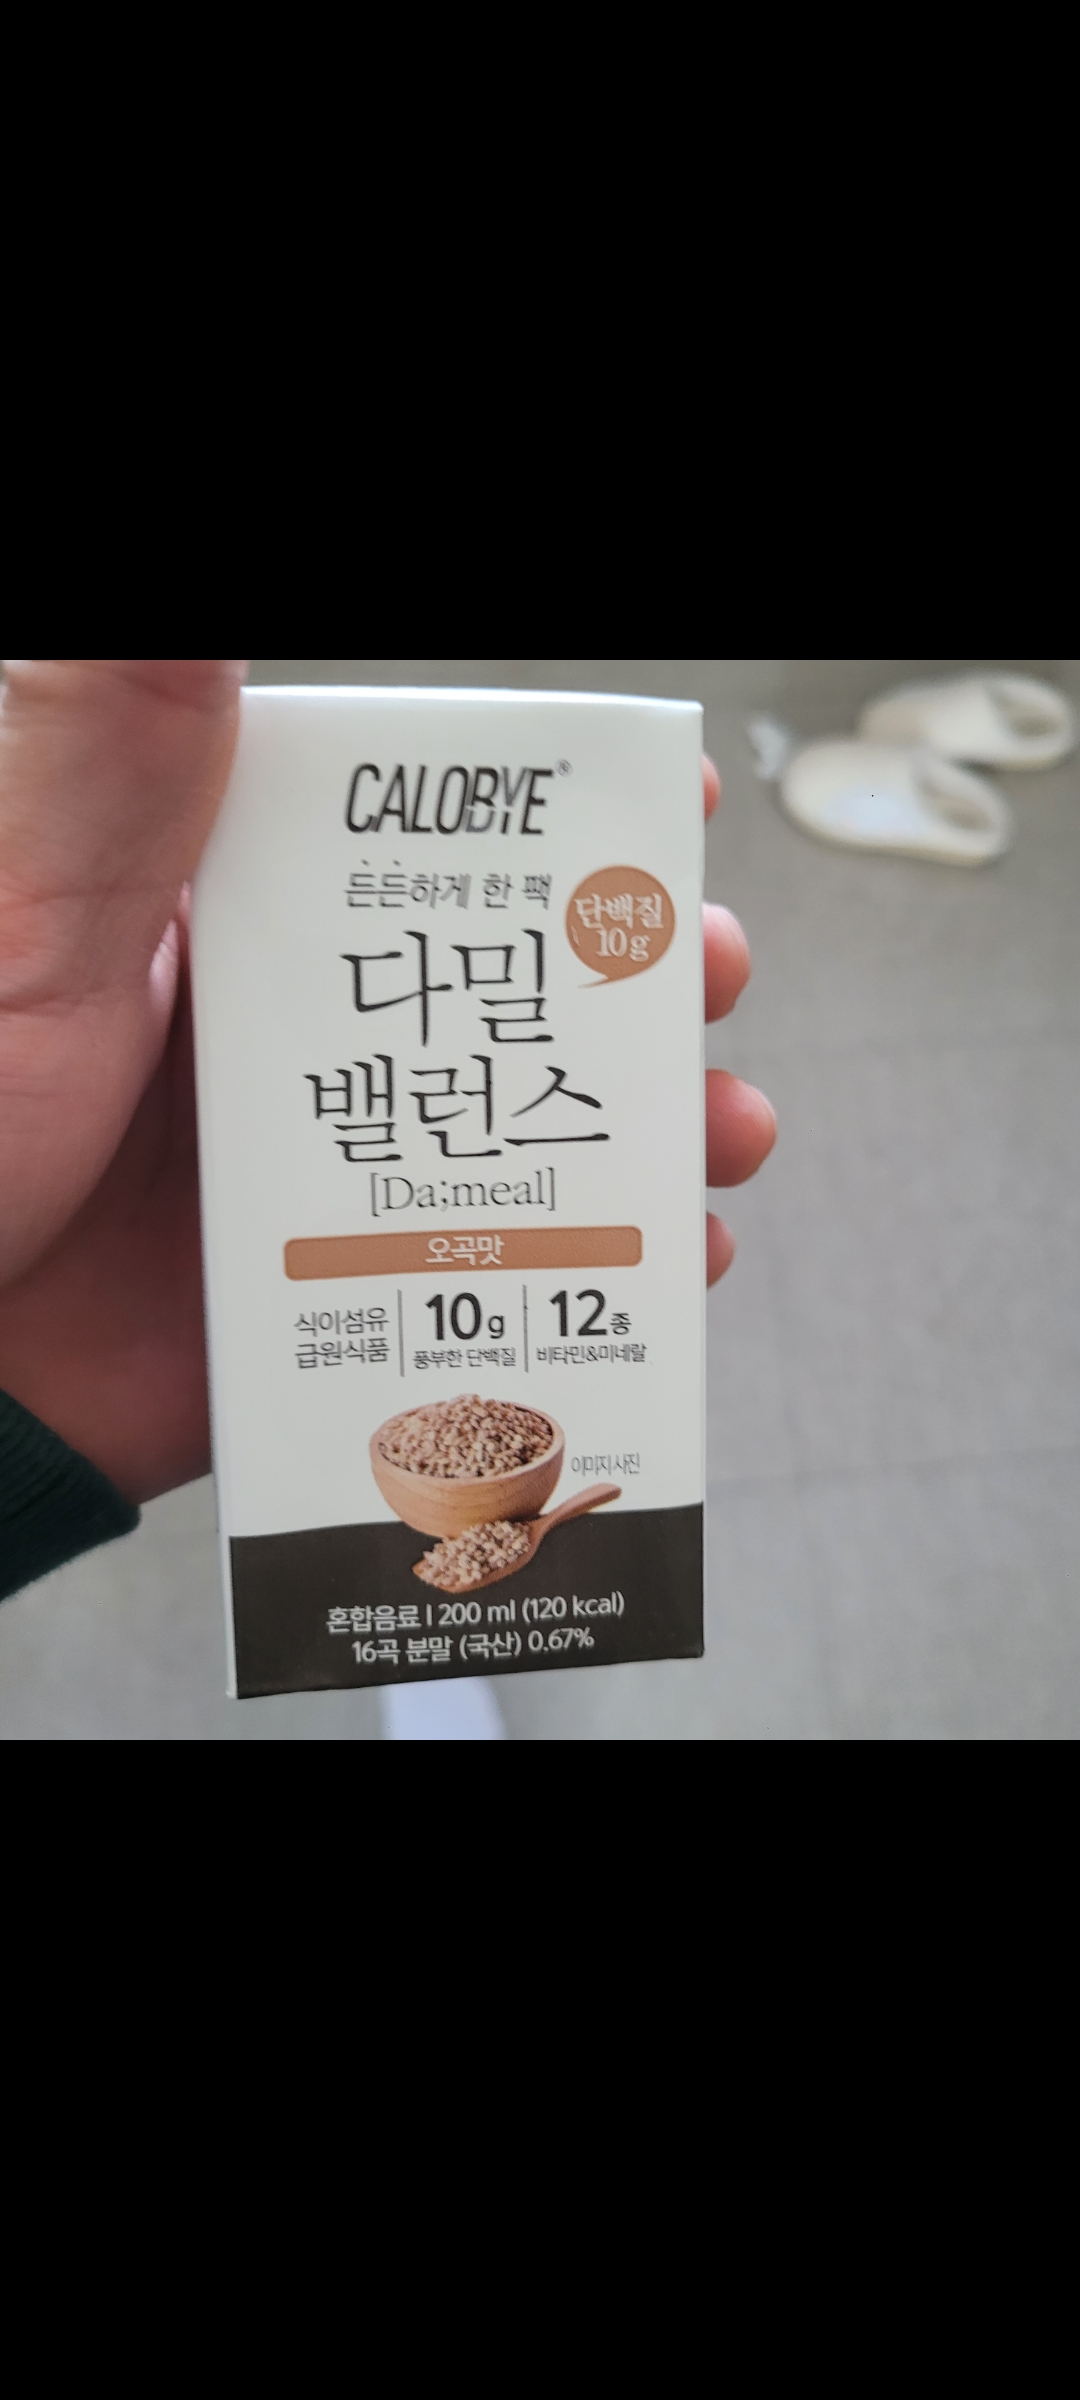 CALOBYE®
든든하게 한 팩
단백질
10g
다밀
밸런스
[Da;meal]
오곡맛
식이섬유
급원식품
10g
풍부한 단백질
12종
비타민&미네랄
이미지 사진
혼합음료 | 200 ml (120 kcal)
16곡 분말 (국산) 0.67%